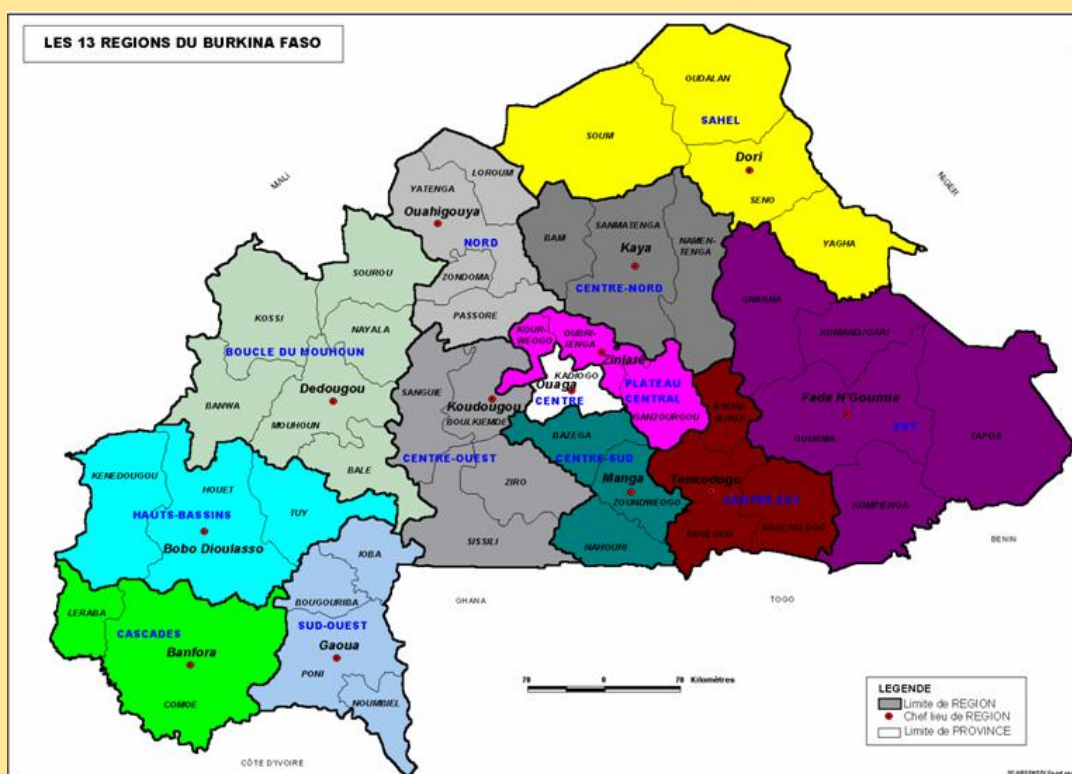 LES 13 REGIONS DU BURKINA FASO
OUDALAN
SAHEL
SOUM
Dori
SENO
YAGHA
MALI
NIGER
LOROUM
YATENGA
Ouahigouya
NORD
ZONDOMA
PASSORE
BAM
SANMATENGA
Kaya
NAMEN-
TENGA
CENTRE-NORD
SOUROU
KOSSI
NAYALA
BOUCLE DU MOUHOUN
Dedougou
BANWA
MOUHOUN
BALE
GNAGNA
KOMANDJOARI
Fada N'Gourma
GOURMA
EST
TAPOA
KOMPIENGA
KOUR-
WEOGO
OUBRI-
TENGA
Ziniaré
PLATEAU
CENTRAL
GANZOURGOU
KADIOGO
Ouaga
CENTRE
SANGUIE
Koudougou
BOULKIEMDE
CENTRE-OUEST
ZIRO
SISSILI
BAZEGA
CENTRE-SUD
Manga
ZOUNDWEOGO
NAHOURI
Tenkodogo
CENTRE-EST
KENEDOUGOU
HOUET
TUY
HAUTS-BASSINS
Bobo Dioulasso
IOBA
BOUGOURIBA
SUD-OUEST
Gaoua
PONI
NOUMBIEL
LERABA
CASCADES
Banfora
COMOE
GHANA
TOGO
BENIN
CÔTE D'IVOIRE
70 0 70 Kilomètres
LEGENDE
Limite de REGION
Chef lieu de REGION
Limite de PROVINCE